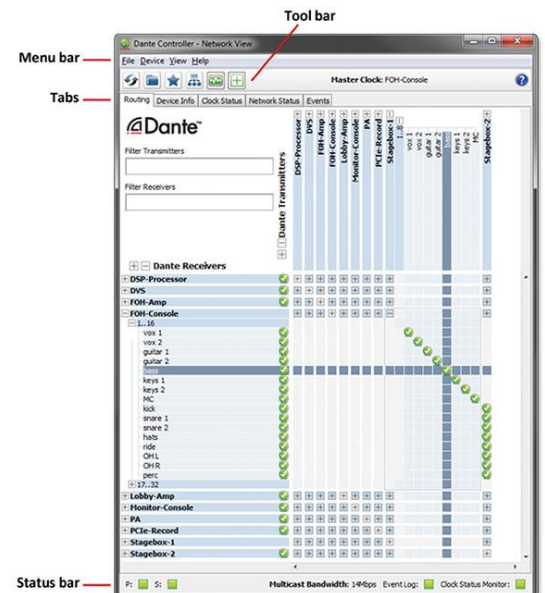 Tool bar
Menu bar
Tabs
Status bar
Dante Controller - Network View
File Device View Help
Master Clock: FOH-Console
Routing Device Info Clock Status Network Status Events
Dante™
Filter Transmitters
Filter Receivers
Dante Transmitters
DSP-Processor
DVS
FOH-Amp
FOH-Console
Lobby-Amp
Monitor-Console
PA
PCIe-Record
Stagebox-1
1..8
vox 1
vox 2
guitar 1
guitar 2
bass
keys 1
keys 2
MC
Stagebox-2
Dante Receivers
DSP-Processor
DVS
FOH-Amp
FOH-Console
1..16
vox 1
vox 2
guitar 1
guitar 2
bass
keys 1
keys 2
MC
kick
snare 1
snare 2
hats
ride
OH L
OH R
perc
17..32
Lobby-Amp
Monitor-Console
PA
PCIe-Record
Stagebox-1
Stagebox-2
P: S: Multicast Bandwidth: 14Mbps Event Log: Clock Status Monitor: